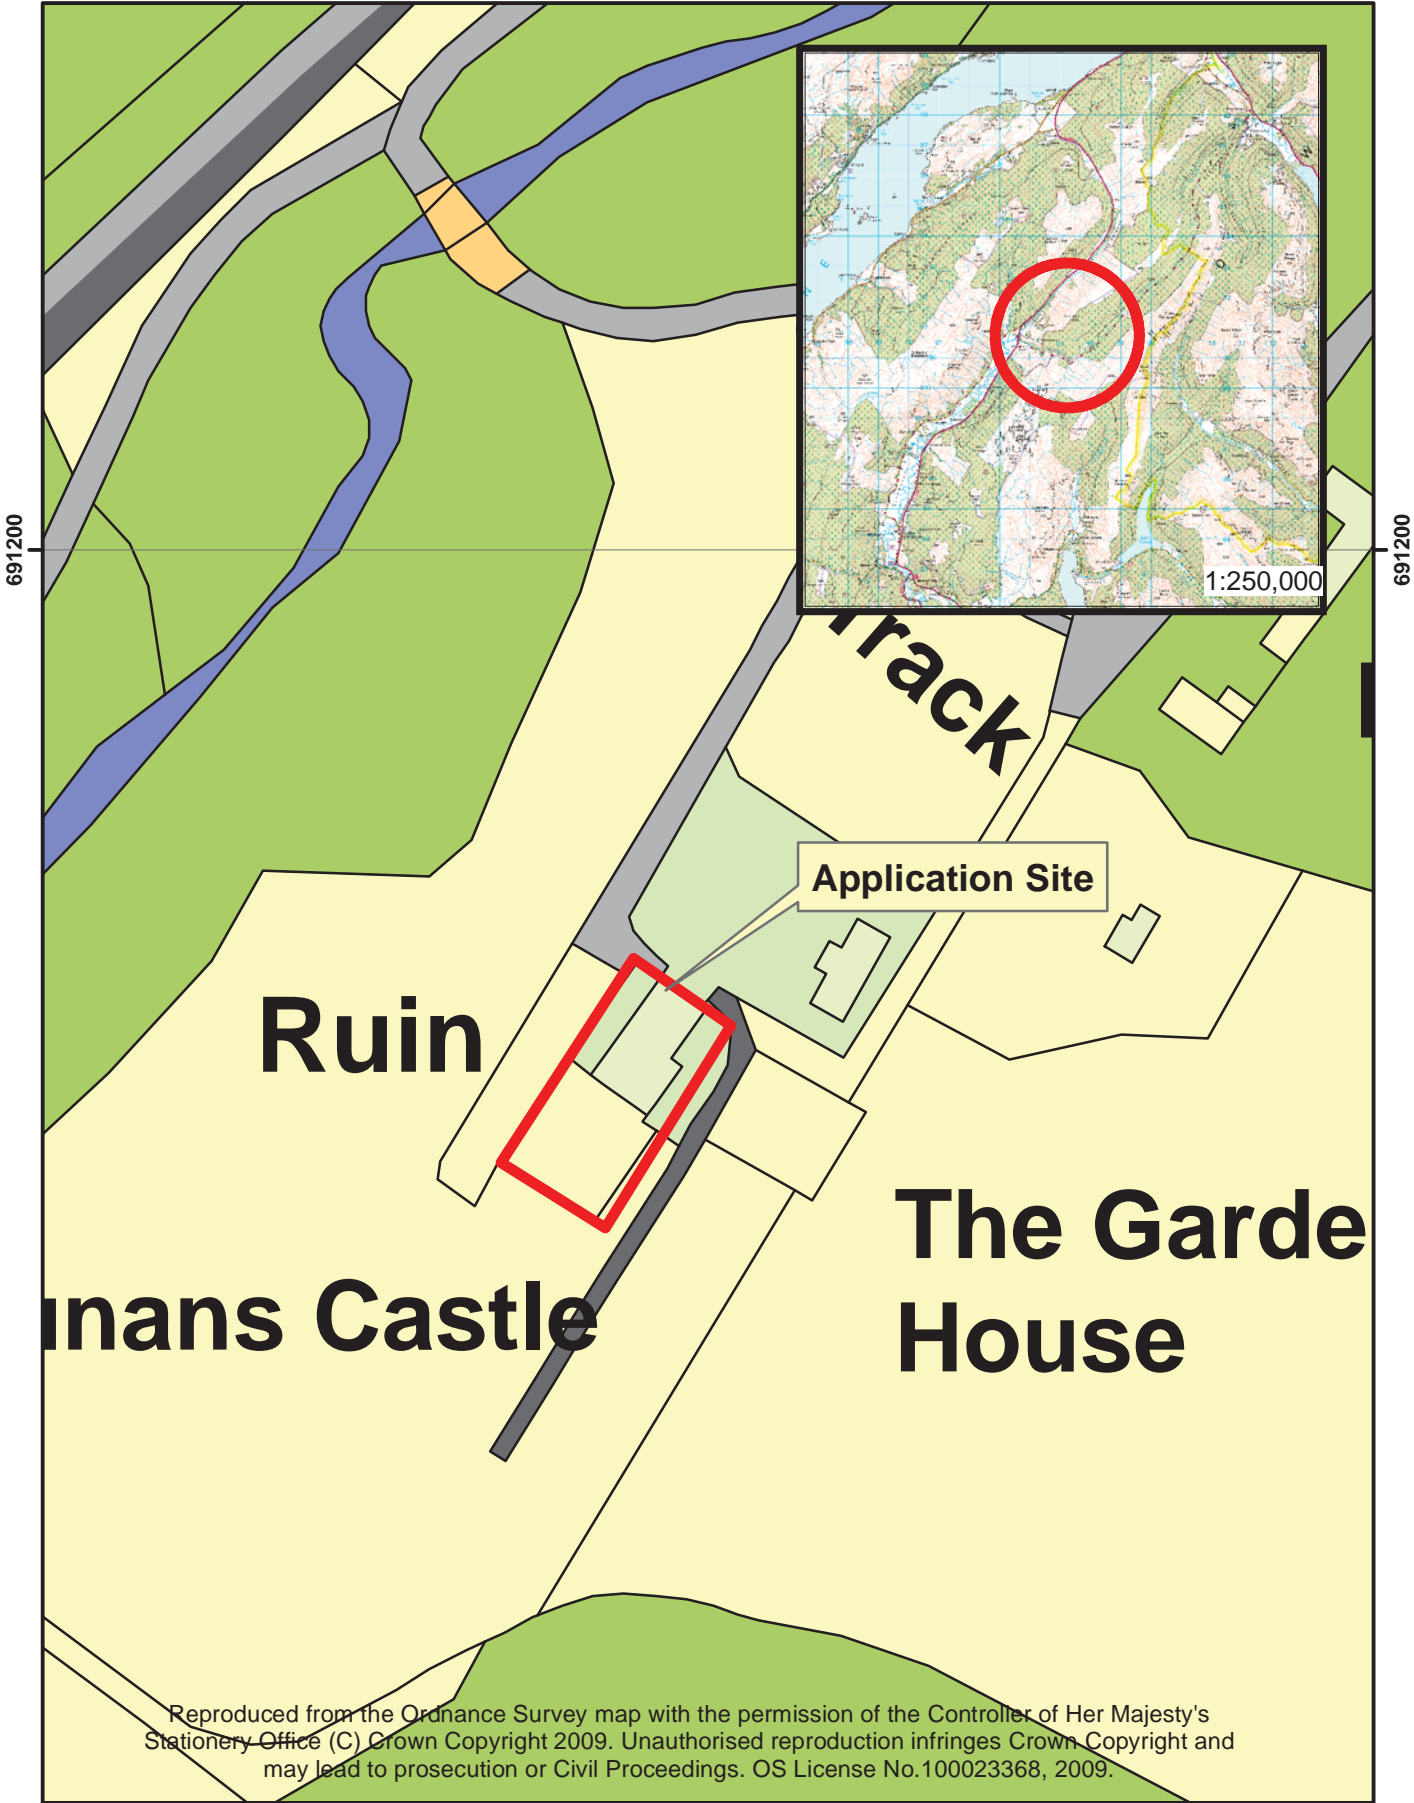 691200
691200
1:250,000
Track
Application Site
Ruin
The Garde
House
nans Castle
Reproduced from the Ordnance Survey map with the permission of the Controller of Her Majesty's
Stationery Office (C) Crown Copyright 2009. Unauthorised reproduction infringes Crown Copyright and
may lead to prosecution or Civil Proceedings. OS License No.100023368, 2009.